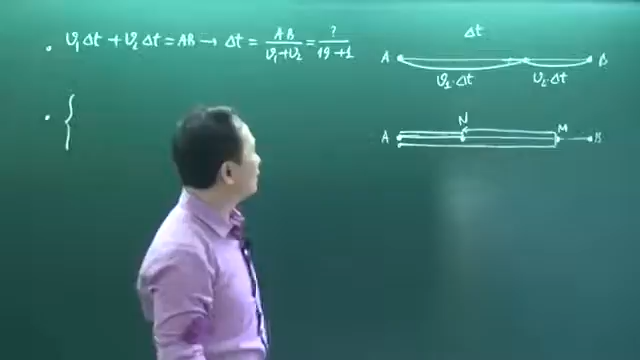 • v₁Δt + v₂Δt = AB → Δt = AB/(v₁+v₂) = ?/(19+1)
Δt
A B
v₁·Δt v₂·Δt
• {
N M
A B